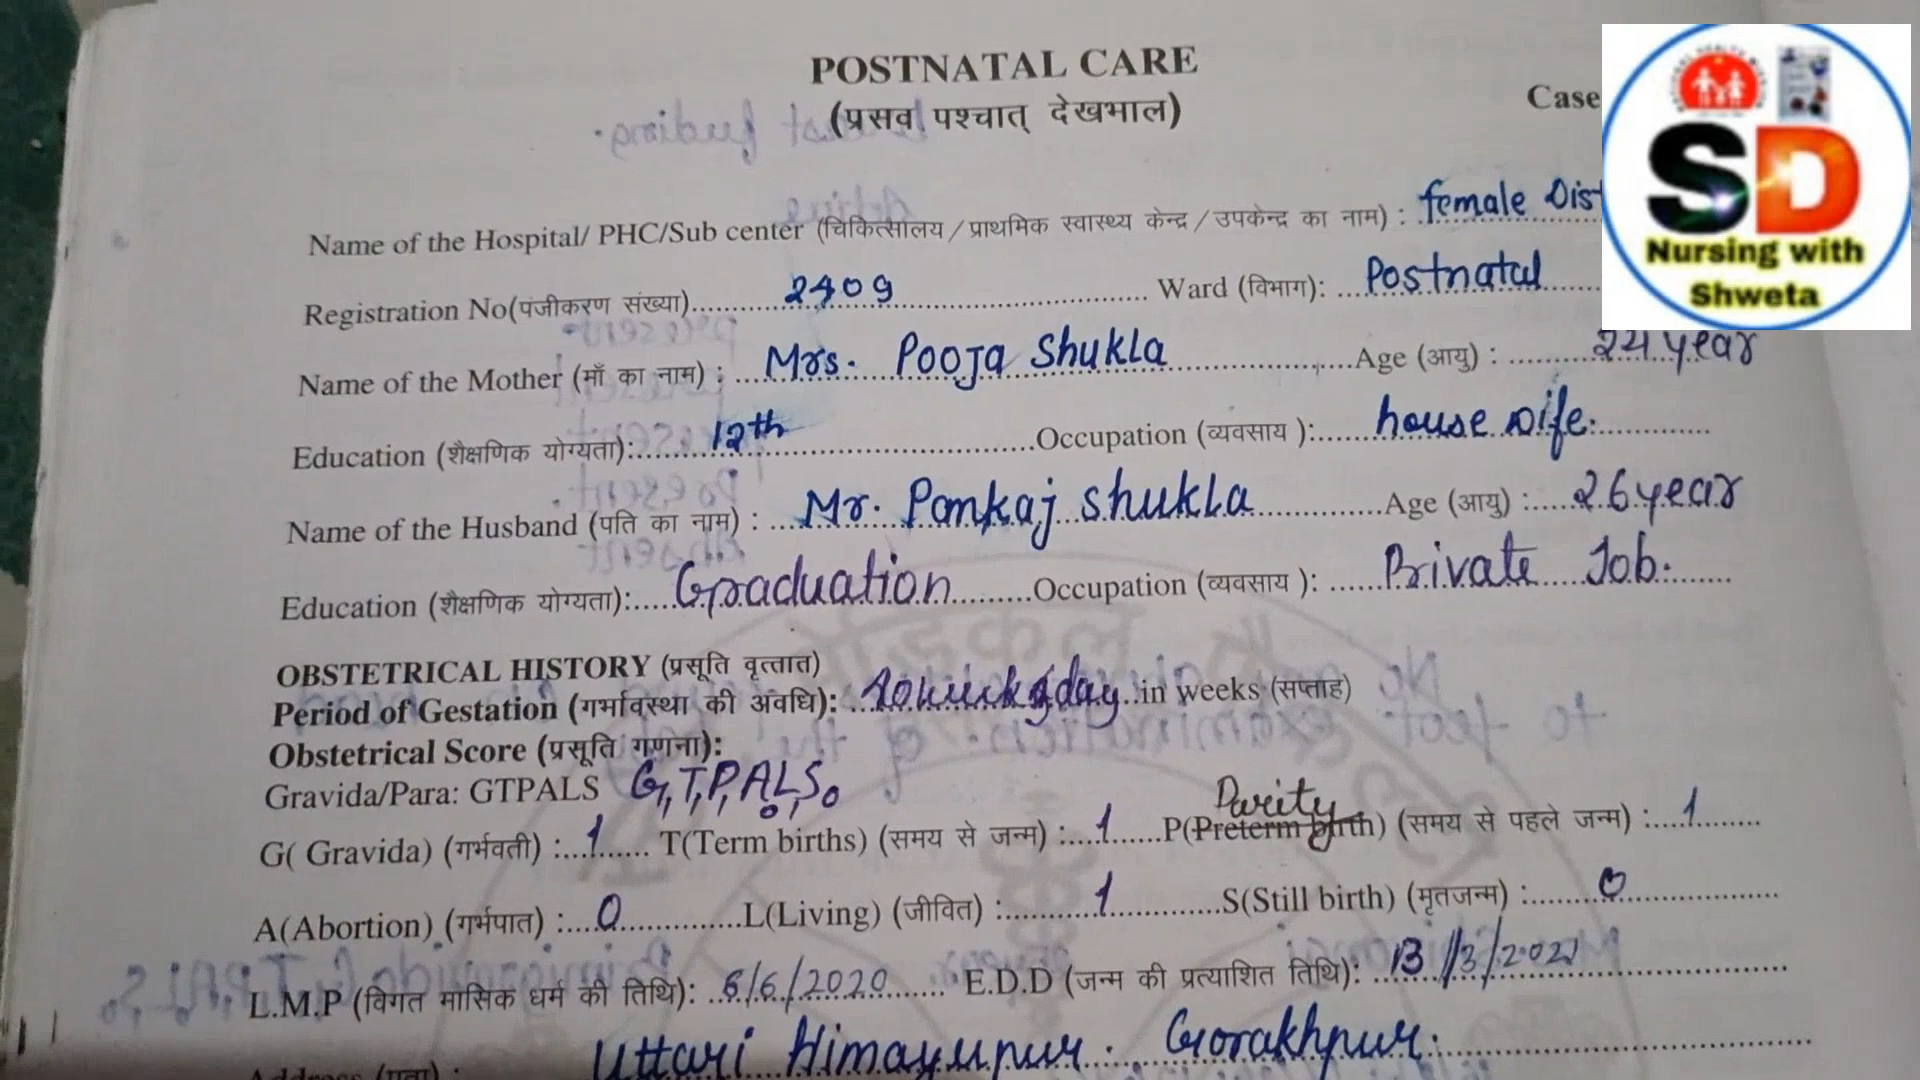 POSTNATAL CARE
(प्रसव पश्चात् देखभाल)
Case
SD
Nursing with
Shweta
Name of the Hospital/ PHC/Sub center (चिकित्सालय / प्राथमिक स्वास्थ्य केन्द्र / उपकेन्द्र का नाम) : female Dist
Registration No(पंजीकरण संख्या)..... 2409 ..... Ward (विभाग): Postnatal
Name of the Mother (माँ का नाम) : Mrs. Pooja Shukla ..... Age (आयु) : 24 year
Education (शैक्षणिक योग्यता): 12th ..... Occupation (व्यवसाय ): house wife.
Name of the Husband (पति का नाम) : Mr. Pankaj Shukla ..... Age (आयु) : 26 year
Education (शैक्षणिक योग्यता): Graduation ..... Occupation (व्यवसाय ): Private Job.
OBSTETRICAL HISTORY (प्रसूति वृत्तात)
Period of Gestation (गर्भावस्था की अवधि): day in weeks (सप्ताह)
Obstetrical Score (प्रसूति गणना):
Gravida/Para: GTPALS G1T1P1A0L1S0
G( Gravida) (गर्भवती) : 1 T(Term births) (समय से जन्म) : 1 P(Preterm birth) Parity (समय से पहले जन्म) : 1
A(Abortion) (गर्भपात) : 0 L(Living) (जीवित) : 1 S(Still birth) (मृतजन्म) : 0
L.M.P (विगत मासिक धर्म की तिथि): 6/6/2020 E.D.D (जन्म की प्रत्याशित तिथि): 13/3/2021
Address (पता) : Uttari Himayupur. Gorakhpur.